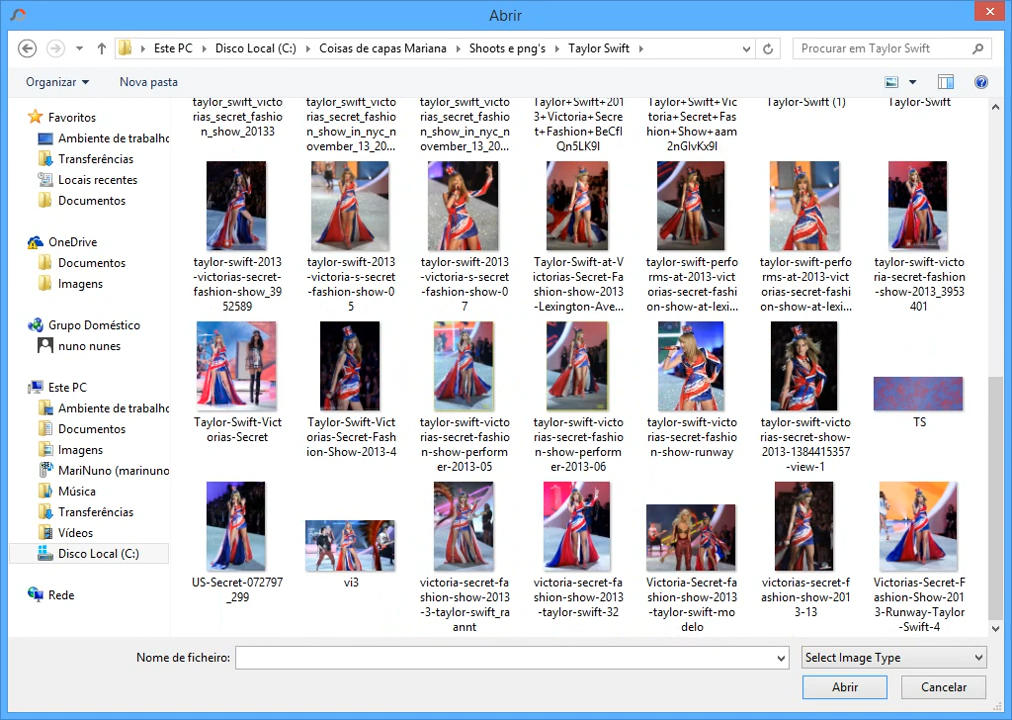 Abrir
Este PC
Disco Local (C:)
Coisas de capas Mariana
Shoots e png's
Taylor Swift
Procurar em Taylor Swift
Organizar
Nova pasta
Favoritos
Ambiente de trabalho
Transferências
Locais recentes
Documentos
OneDrive
Documentos
Imagens
Grupo Doméstico
nuno nunes
Este PC
Ambiente de trabalho
Documentos
Imagens
MariNuno (marinuno
Música
Transferências
Vídeos
Disco Local (C:)
Rede
taylor_swift_victo
rias_secret_fashio
n_show_20133
taylor_swift_victo
rias_secret_fashio
n_show_in_nyc_n
ovember_13_20...
taylor_swift_victo
rias_secret_fashio
n_show_in_nyc_n
ovember_13_20...
Taylor+Swift+201
3+Victoria+Secre
t+Fashion+BeCfl
Qn5LK9l
Taylor+Swift+Vic
toria+Secret+Fas
hion+Show+aam
2nGlvKx9l
Taylor-Swift (1)
Taylor-Swift
taylor-swift-2013
-victorias-secret-
fashion-show_39
52589
taylor-swift-2013
-victoria-s-secret
-fashion-show-0
5
taylor-swift-2013
-victoria-s-secret
-fashion-show-0
7
Taylor-Swift-at-V
ictorias-Secret-Fa
shion-show-2013
-Lexington-Ave...
taylor-swift-perfo
rms-at-2013-vict
orias-secret-fashi
on-show-at-lexi...
taylor-swift-perfo
rms-at-2013-vict
orias-secret-fashi
on-show-at-lexi...
taylor-swift-victo
ria-secret-fashion
-show-2013_3953
401
Taylor-Swift-Vict
orias-Secret
Taylor-Swift-Vict
orias-Secret-Fash
ion-Show-2013-4
taylor-swift-victo
rias-secret-fashio
n-show-perform
er-2013-05
taylor-swift-victo
rias-secret-fashio
n-show-perform
er-2013-06
taylor-swift-victo
rias-secret-fashio
n-show-runway
taylor-swift-victo
rias-secret-show-
2013-1384415357
-view-1
TS
US-Secret-072797
_299
vi3
victoria-secret-fa
shion-show-2013
-3-taylor-swift_ra
annt
victoria-secret-fa
shion-show-2013
-taylor-swift-32
Victoria-Secret-fa
shion-show-2013
-taylor-swift-mo
delo
victorias-secret-f
ashion-show-201
3-13
Victorias-Secret-F
ashion-Show-201
3-Runway-Taylor
-Swift-4
Nome de ficheiro:
Select Image Type
Abrir
Cancelar